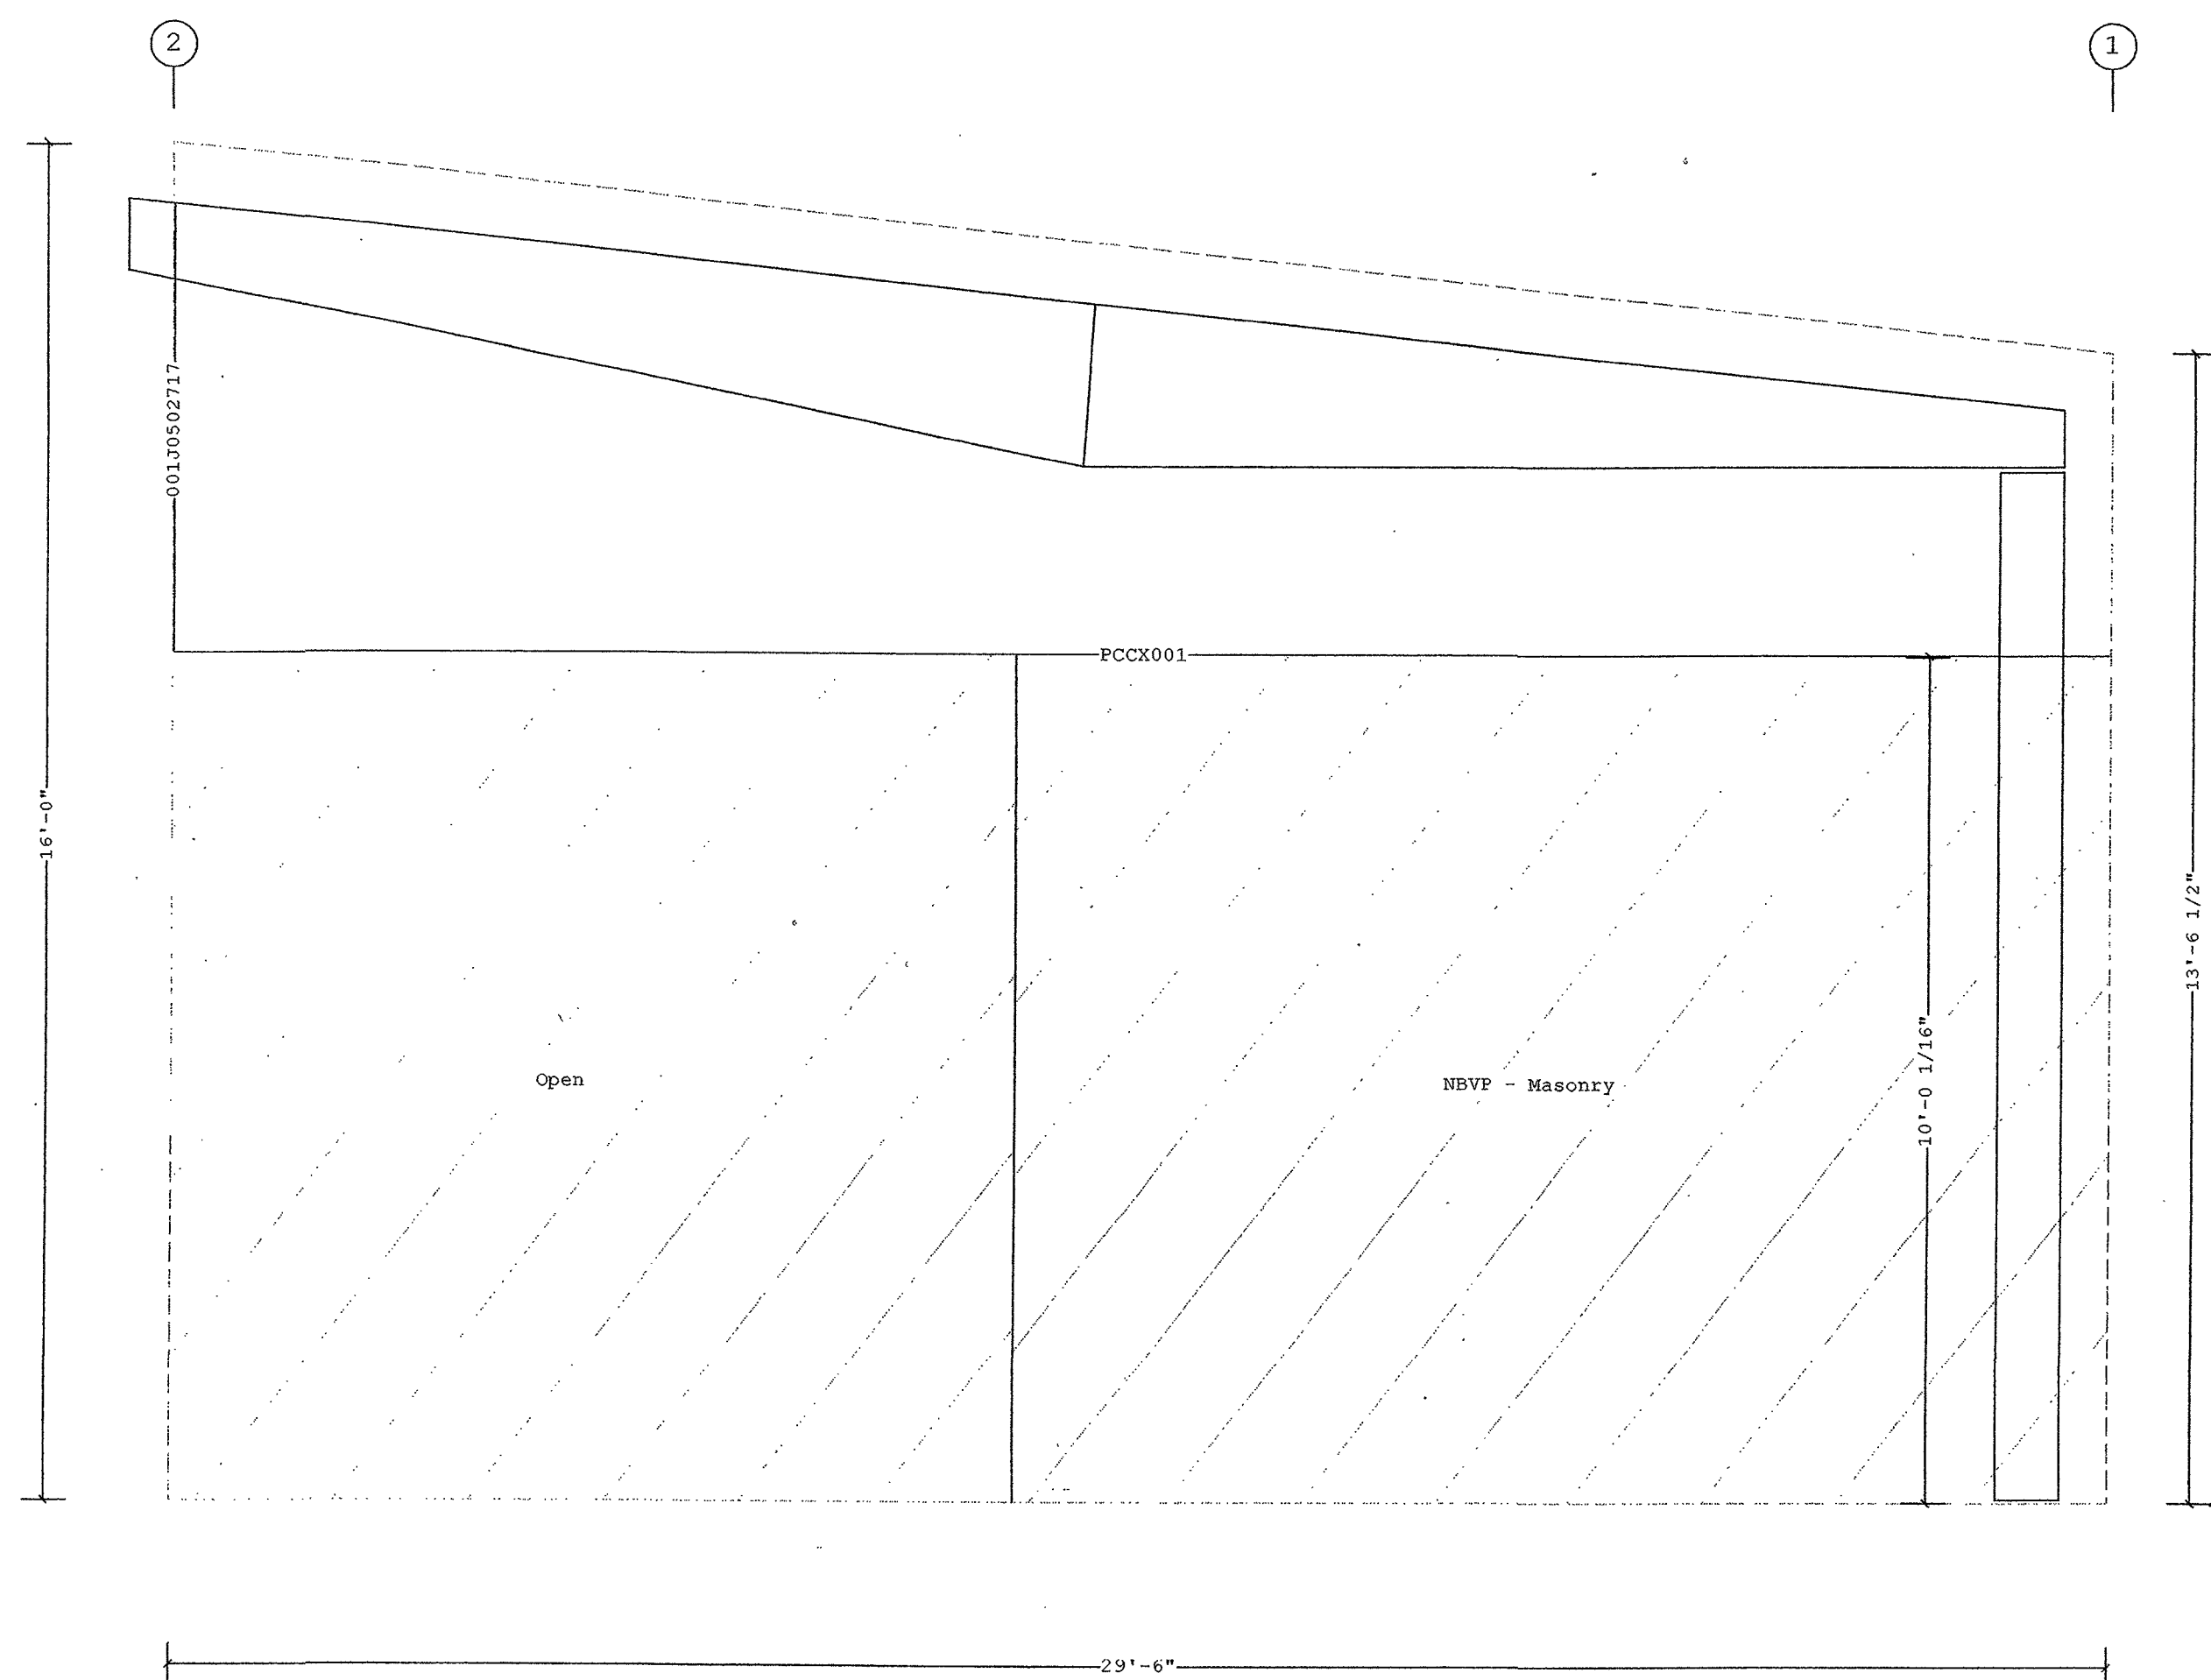 2
1
001J0502717
PCCX001
16'-0"
13'-6 1/2"
Open
NBVP - Masonry
10'-0 1/16"
29'-6"